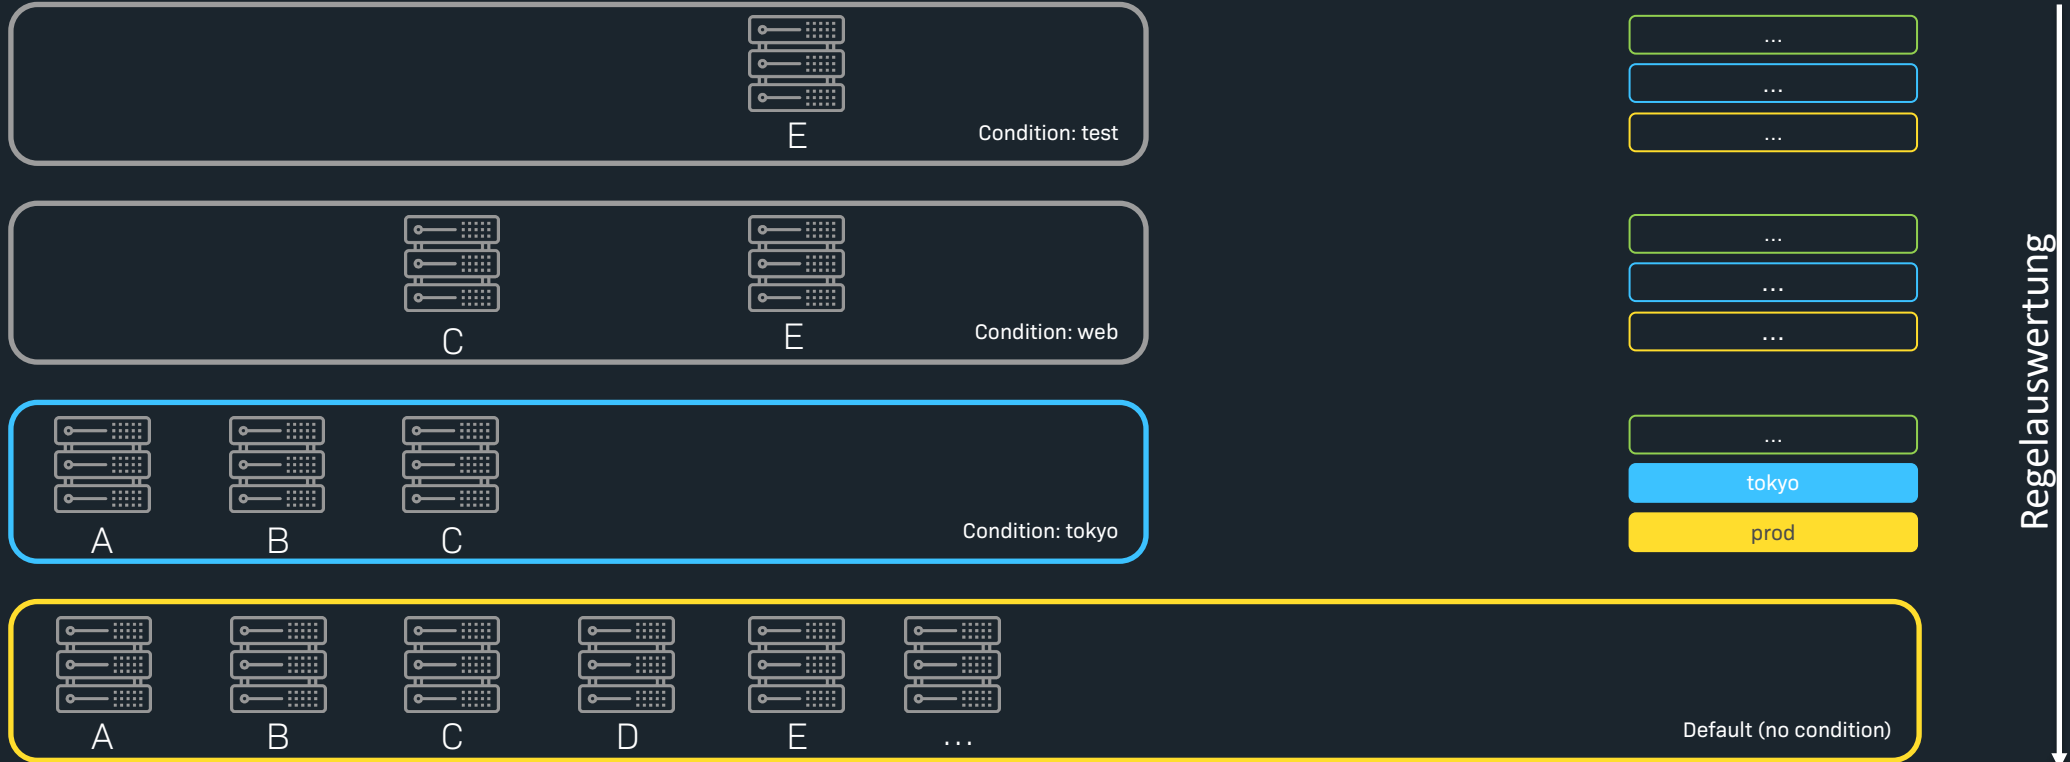 E
Condition: test
...
...
...
C
E
Condition: web
...
...
...
A
B
C
Condition: tokyo
...
tokyo
prod
A
B
C
D
E
...
Default (no condition)
Regelauswertung